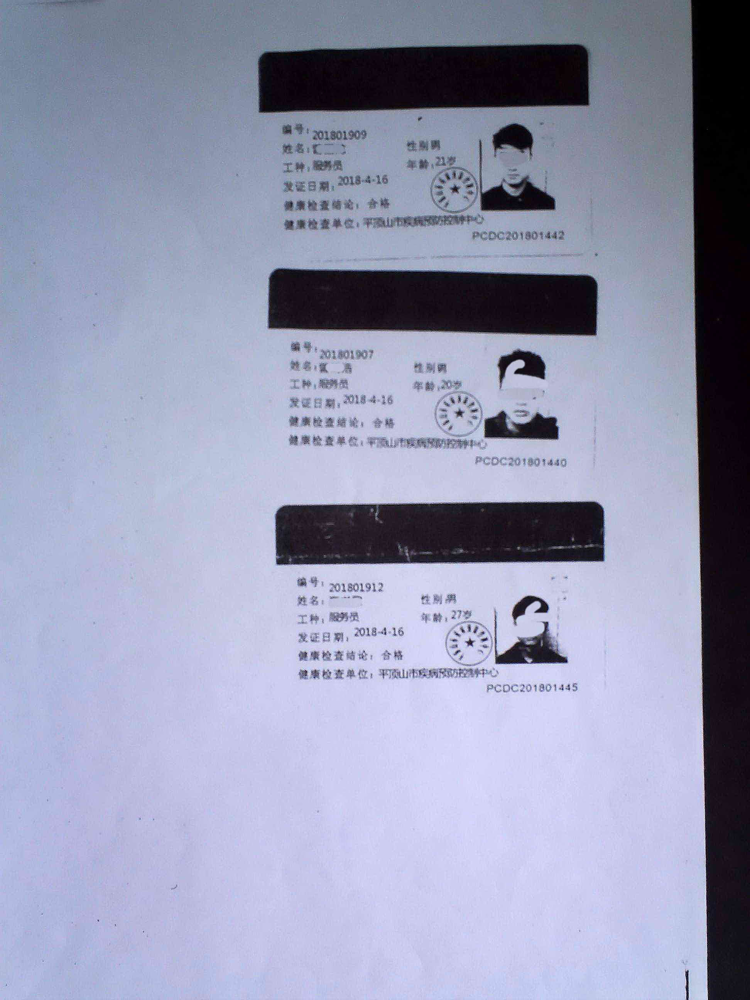 编号：201801909
姓名： 性别 男
工种：服务员 年龄：21岁
发证日期：2018-4-16
健康检查结论：合格
健康检查单位：平顶山市疾病预防控制中心
PCDC201801442
编号：201801907
姓名： 浩 性别 男
工种：服务员 年龄：20岁
发证日期：2018-4-16
健康检查结论：合格
健康检查单位：平顶山市疾病预防控制中心
PCDC201801440
编号：201801912
姓名： 性别 男
工种：服务员 年龄：27岁
发证日期：2018-4-16
健康检查结论：合格
健康检查单位：平顶山市疾病预防控制中心
PCDC201801445